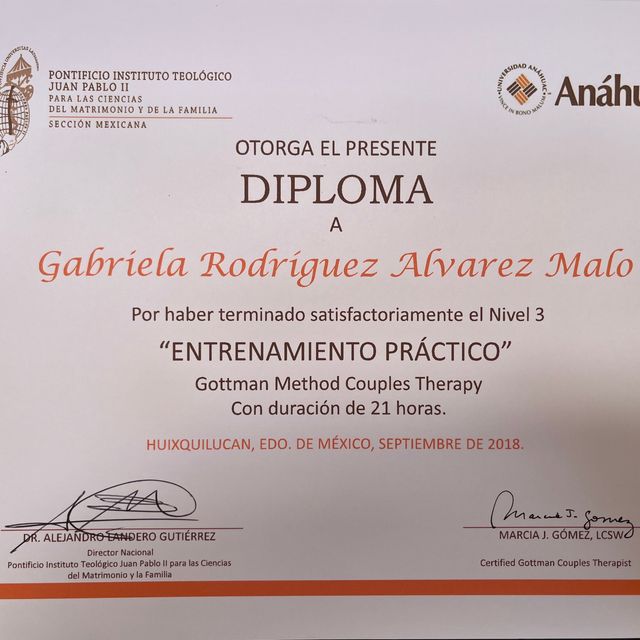 PONTIFICIO INSTITUTO TEOLÓGICO
JUAN PABLO II
PARA LAS CIENCIAS
DEL MATRIMONIO Y DE LA FAMILIA
SECCIÓN MEXICANA
UNIVERSIDAD ANÁHUAC
VINCE IN BONO MALUM
Anáhu
OTORGA EL PRESENTE
DIPLOMA
A
Gabriela Rodríguez Alvarez Malo
Por haber terminado satisfactoriamente el Nivel 3
“ENTRENAMIENTO PRÁCTICO”
Gottman Method Couples Therapy
Con duración de 21 horas.
HUIXQUILUCAN, EDO. DE MÉXICO, SEPTIEMBRE DE 2018.
DR. ALEJANDRO LANDERO GUTIÉRREZ
Director Nacional
Pontificio Instituto Teológico Juan Pablo II para las Ciencias
del Matrimonio y la Familia
Marcia J. Gomez
MARCIA J. GÓMEZ, LCSW
Certified Gottman Couples Therapist